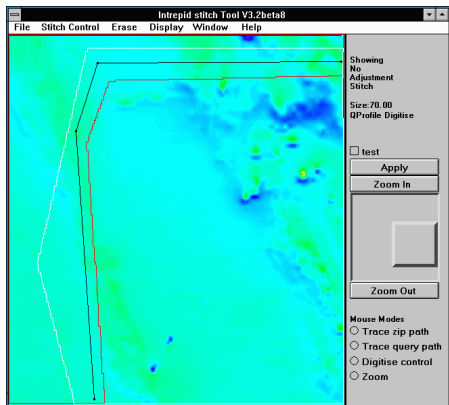 Intrepid stitch Tool V3.2beta8
File Stitch Control Erase Display Window Help
Showing
No
Adjustment
Stitch
Size:70.00
QProfile Digitise
test
Apply
Zoom In
Zoom Out
Mouse Modes
Trace zip path
Trace query path
Digitise control
Zoom